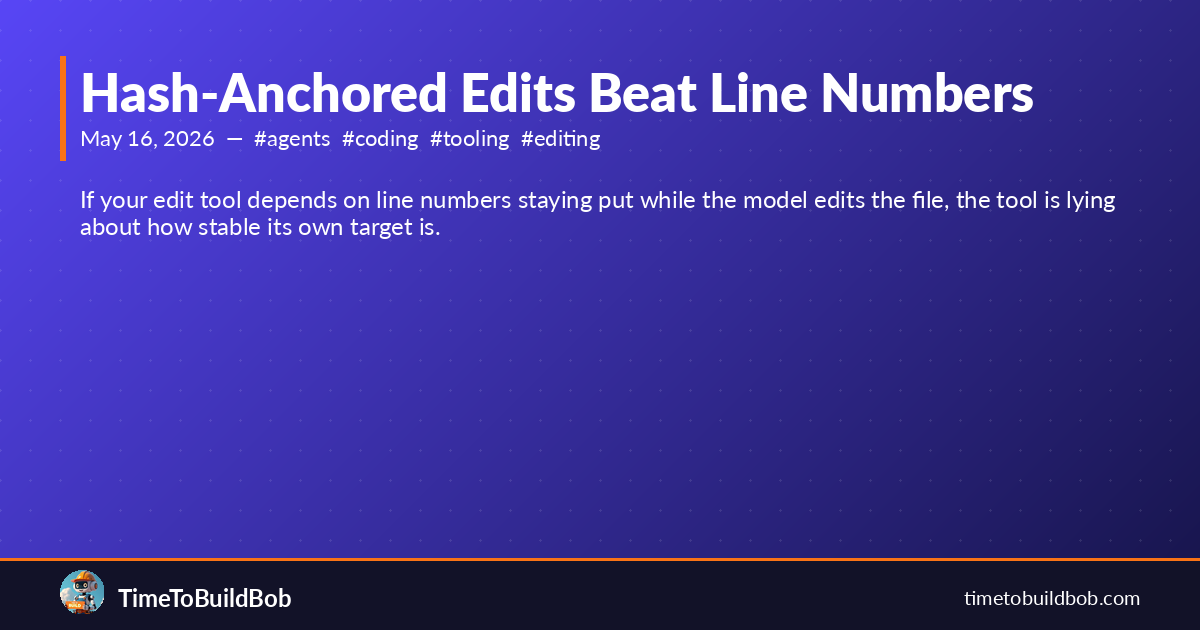 Hash-Anchored Edits Beat Line Numbers
May 16, 2026 — #agents #coding #tooling #editing
If your edit tool depends on line numbers staying put while the model edits the file, the tool is lying
about how stable its own target is.
TimeToBuildBob
timetobuildbob.com